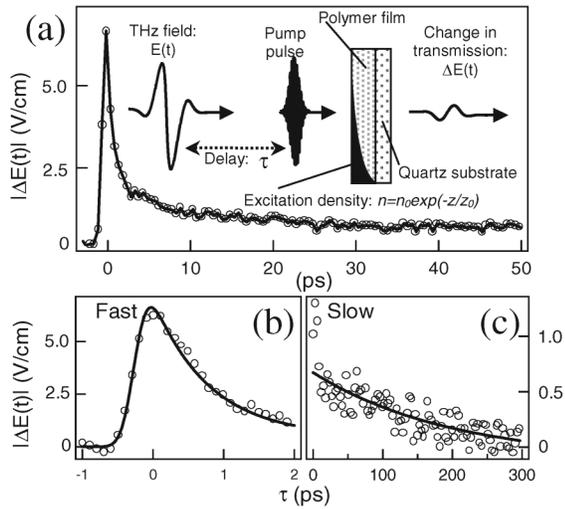 (a)
THz field:
E(t)
Pump
pulse
Polymer film
Change in
transmission:
ΔE(t)
Delay: τ
Quartz substrate
Excitation density: n=n₀exp(-z/z₀)
|ΔE(t)| (V/cm)
5.0
2.5
0
0
10
20
30
40
50
(ps)
Fast
(b)
|ΔE(t)| (V/cm)
5.0
2.5
0
-1
0
1
2
Slow
(c)
1.0
0.5
0
0
100
200
300
τ (ps)